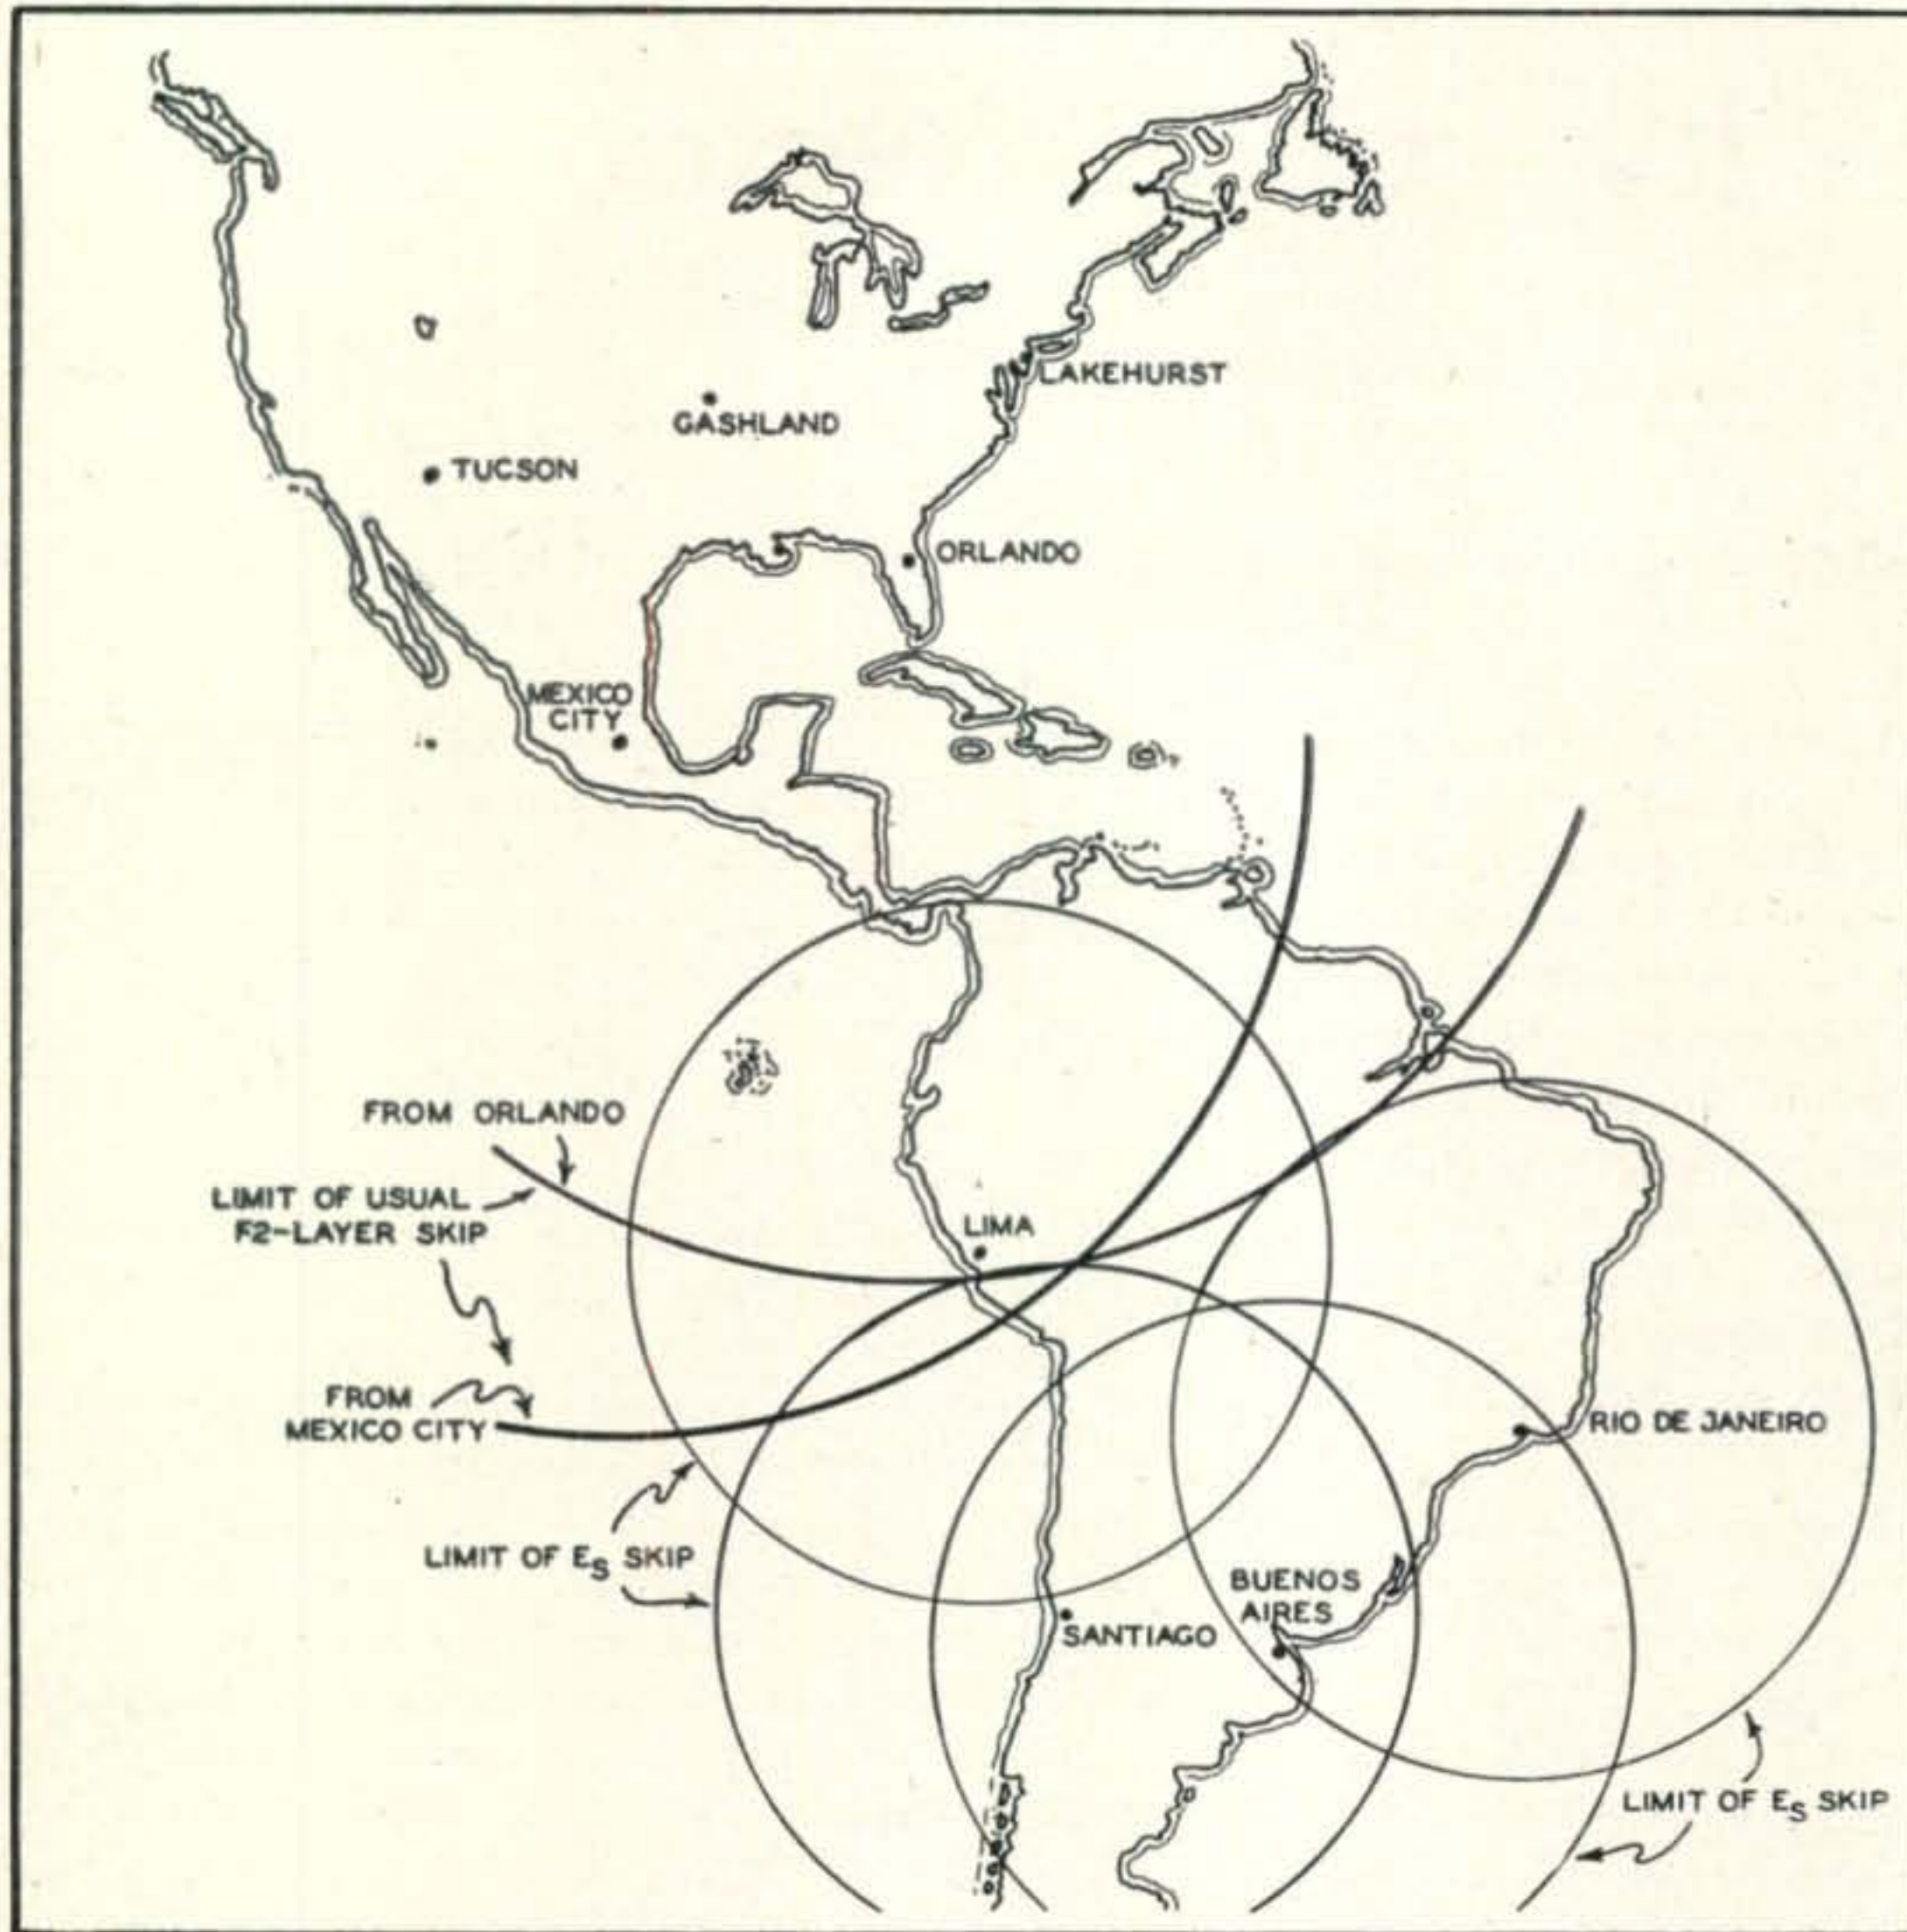 LAKEHURST
GASHLAND
TUCSON
ORLANDO
MEXICO
CITY
FROM ORLANDO
LIMIT OF USUAL
F2-LAYER SKIP
LIMA
FROM
MEXICO CITY
RIO DE JANEIRO
LIMIT OF ES SKIP
BUENOS
AIRES
SANTIAGO
LIMIT OF ES SKIP